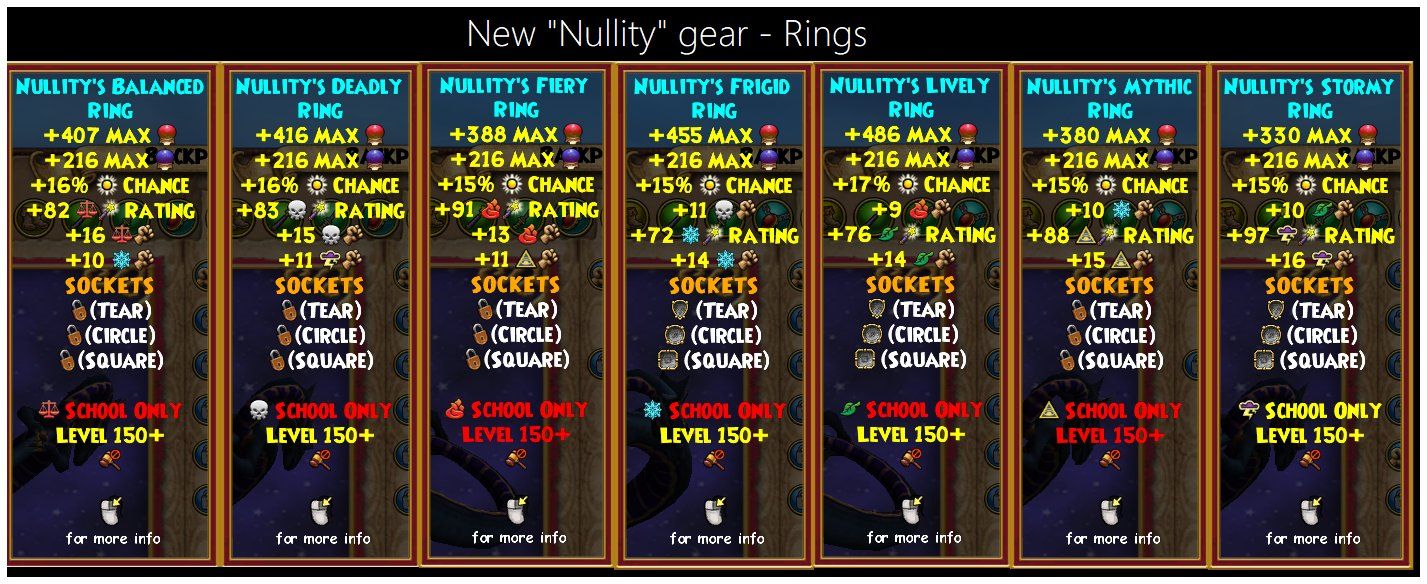 New "Nullity" gear - Rings
NULLITY'S BALANCED
RING
+407 MAX
+216 MAX
+16% CHANCE
+82 RATING
+16
+10
SOCKETS
(TEAR)
(CIRCLE)
(SQUARE)
SCHOOL ONLY
LEVEL 150+
for more info
NULLITY'S DEADLY
RING
+416 MAX
+216 MAX
+16% CHANCE
+83 RATING
+15
+11
SOCKETS
(TEAR)
(CIRCLE)
(SQUARE)
SCHOOL ONLY
LEVEL 150+
for more info
NULLITY'S FIERY
RING
+388 MAX
+216 MAX
+15% CHANCE
+91 RATING
+13
+11
SOCKETS
(TEAR)
(CIRCLE)
(SQUARE)
SCHOOL ONLY
LEVEL 150+
for more info
NULLITY'S FRIGID
RING
+455 MAX
+216 MAX
+15% CHANCE
+11
+72 RATING
+14
SOCKETS
(TEAR)
(CIRCLE)
(SQUARE)
SCHOOL ONLY
LEVEL 150+
for more info
NULLITY'S LIVELY
RING
+486 MAX
+216 MAX
+17% CHANCE
+9
+76 RATING
+14
SOCKETS
(TEAR)
(CIRCLE)
(SQUARE)
SCHOOL ONLY
LEVEL 150+
for more info
NULLITY'S MYTHIC
RING
+380 MAX
+216 MAX
+15% CHANCE
+10
+88 RATING
+15
SOCKETS
(TEAR)
(CIRCLE)
(SQUARE)
SCHOOL ONLY
LEVEL 150+
for more info
NULLITY'S STORMY
RING
+330 MAX
+216 MAX
+15% CHANCE
+10
+97 RATING
+16
SOCKETS
(TEAR)
(CIRCLE)
(SQUARE)
SCHOOL ONLY
LEVEL 150+
for more info